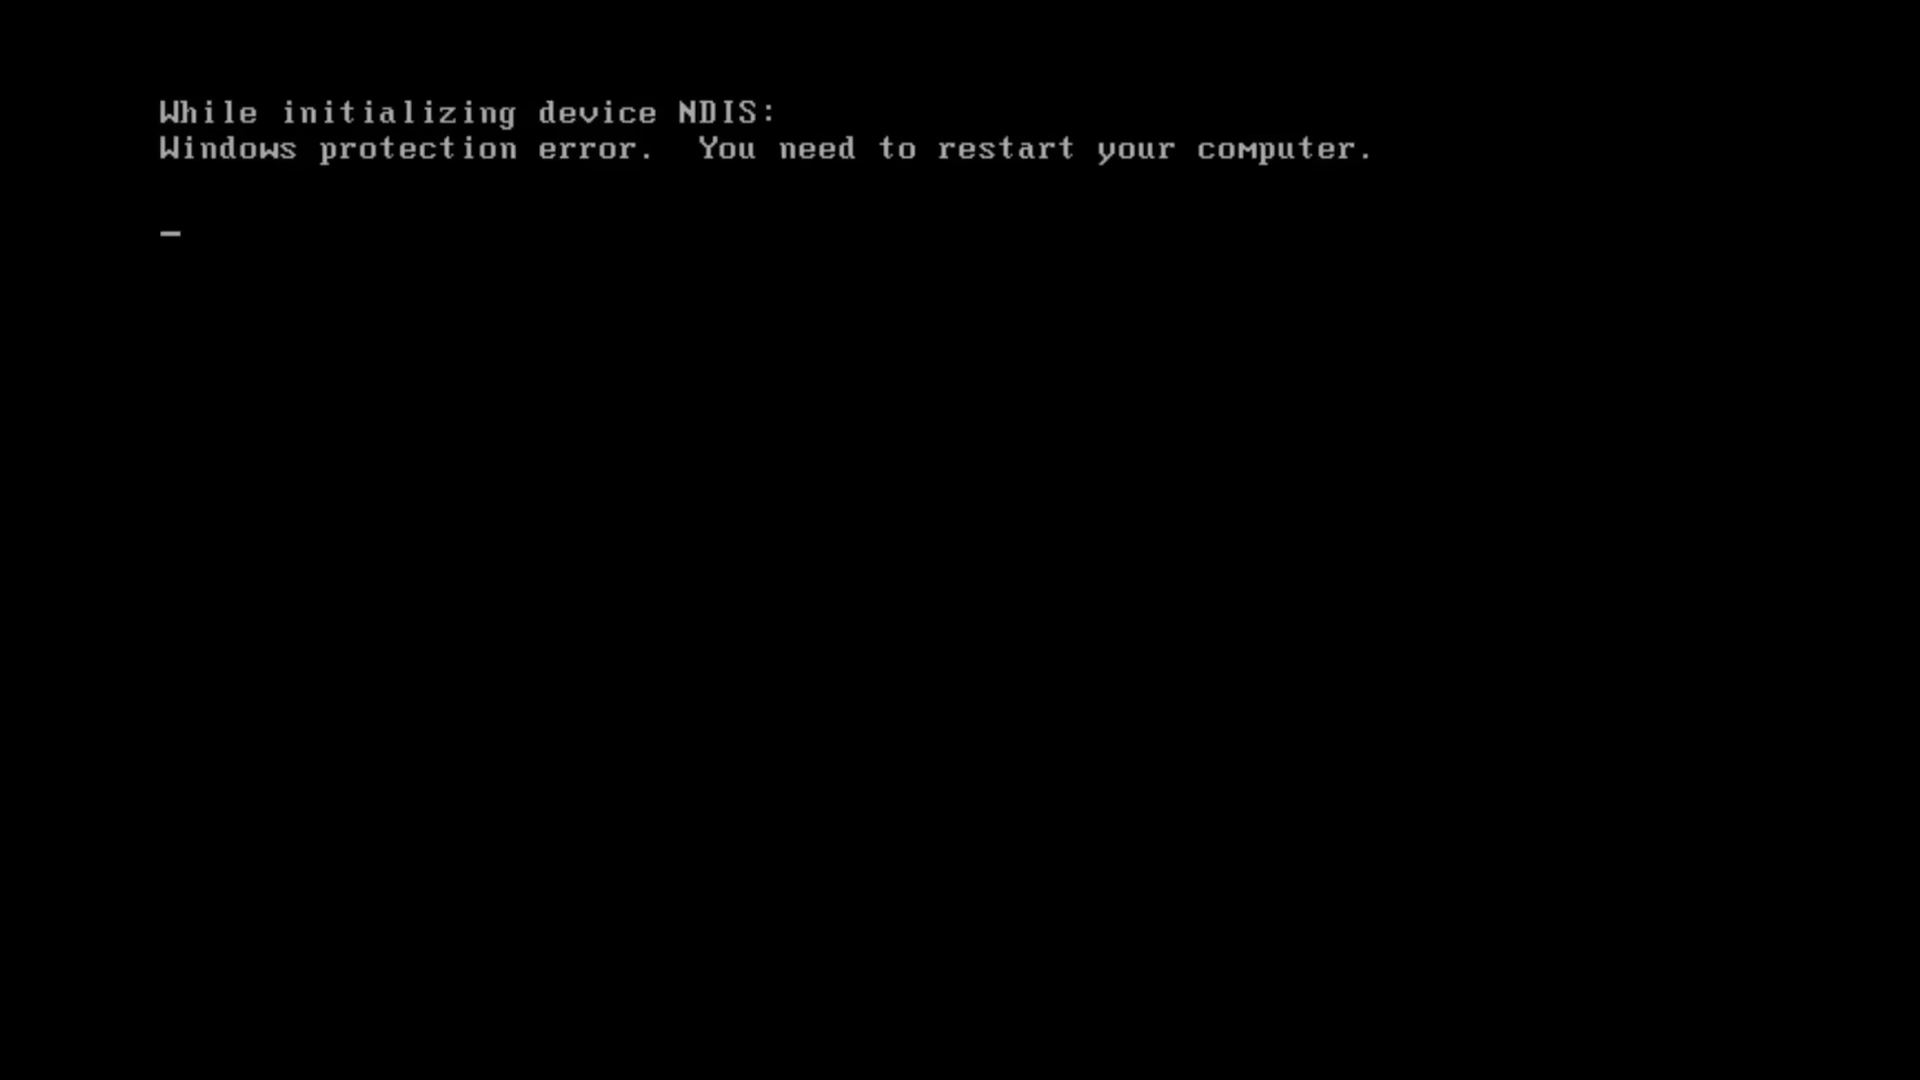 While initializing device NDIS:
Windows protection error.  You need to restart your computer.